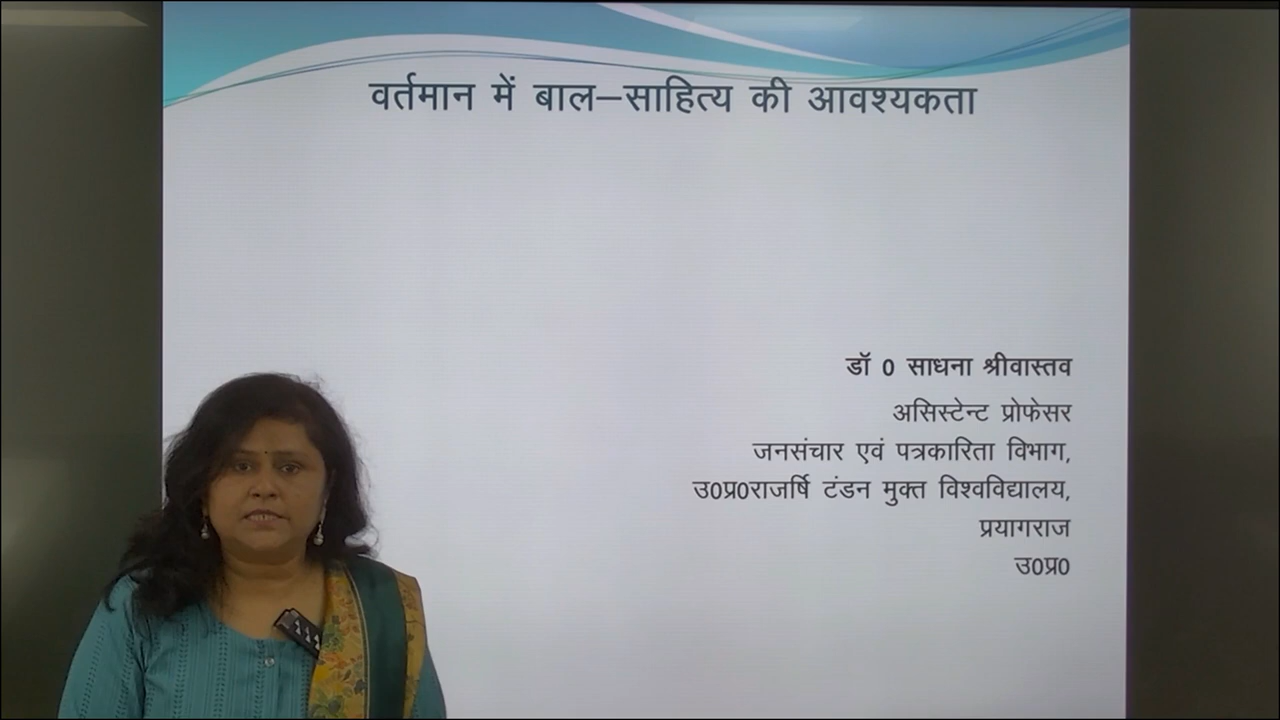 वर्तमान में बाल–साहित्य की आवश्यकता
डॉ 0 साधना श्रीवास्तव
असिस्टेन्ट प्रोफेसर
जनसंचार एवं पत्रकारिता विभाग,
उ0प्र0राजर्षि टंडन मुक्त विश्वविद्यालय,
प्रयागराज
उ0प्र0